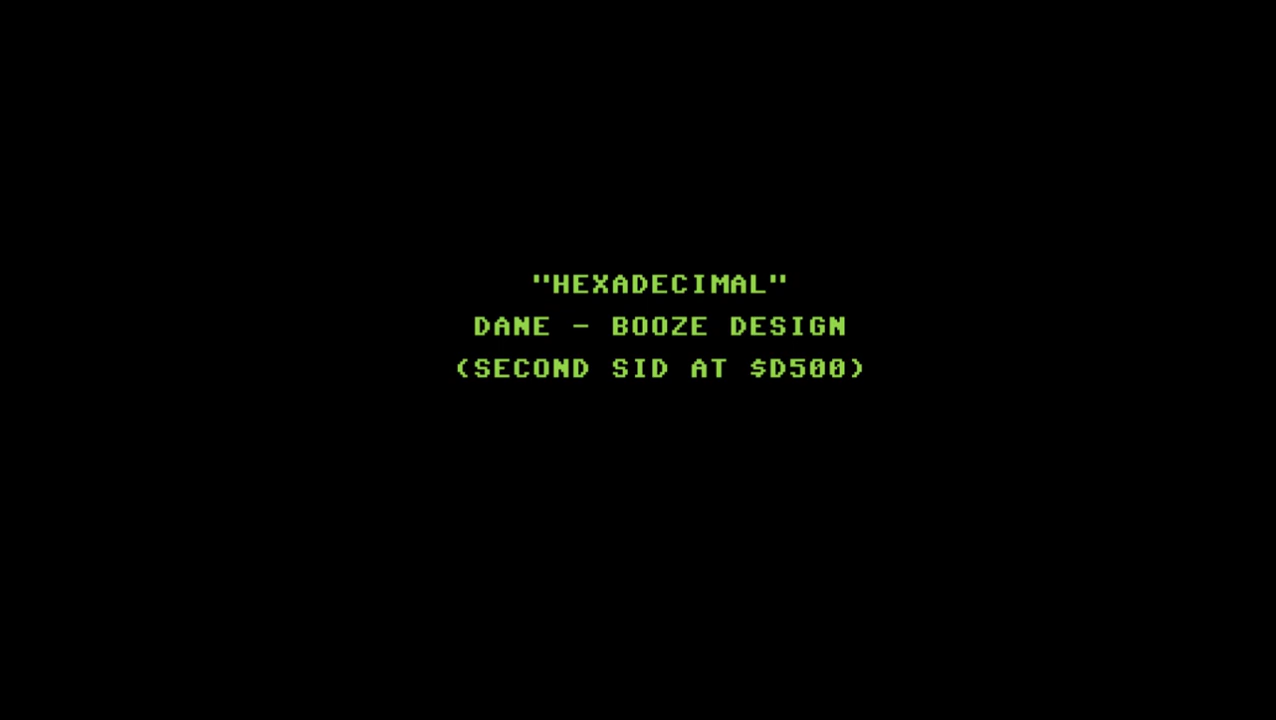 "HEXADECIMAL"
DANE - BOOZE DESIGN
(SECOND SID AT $D500)